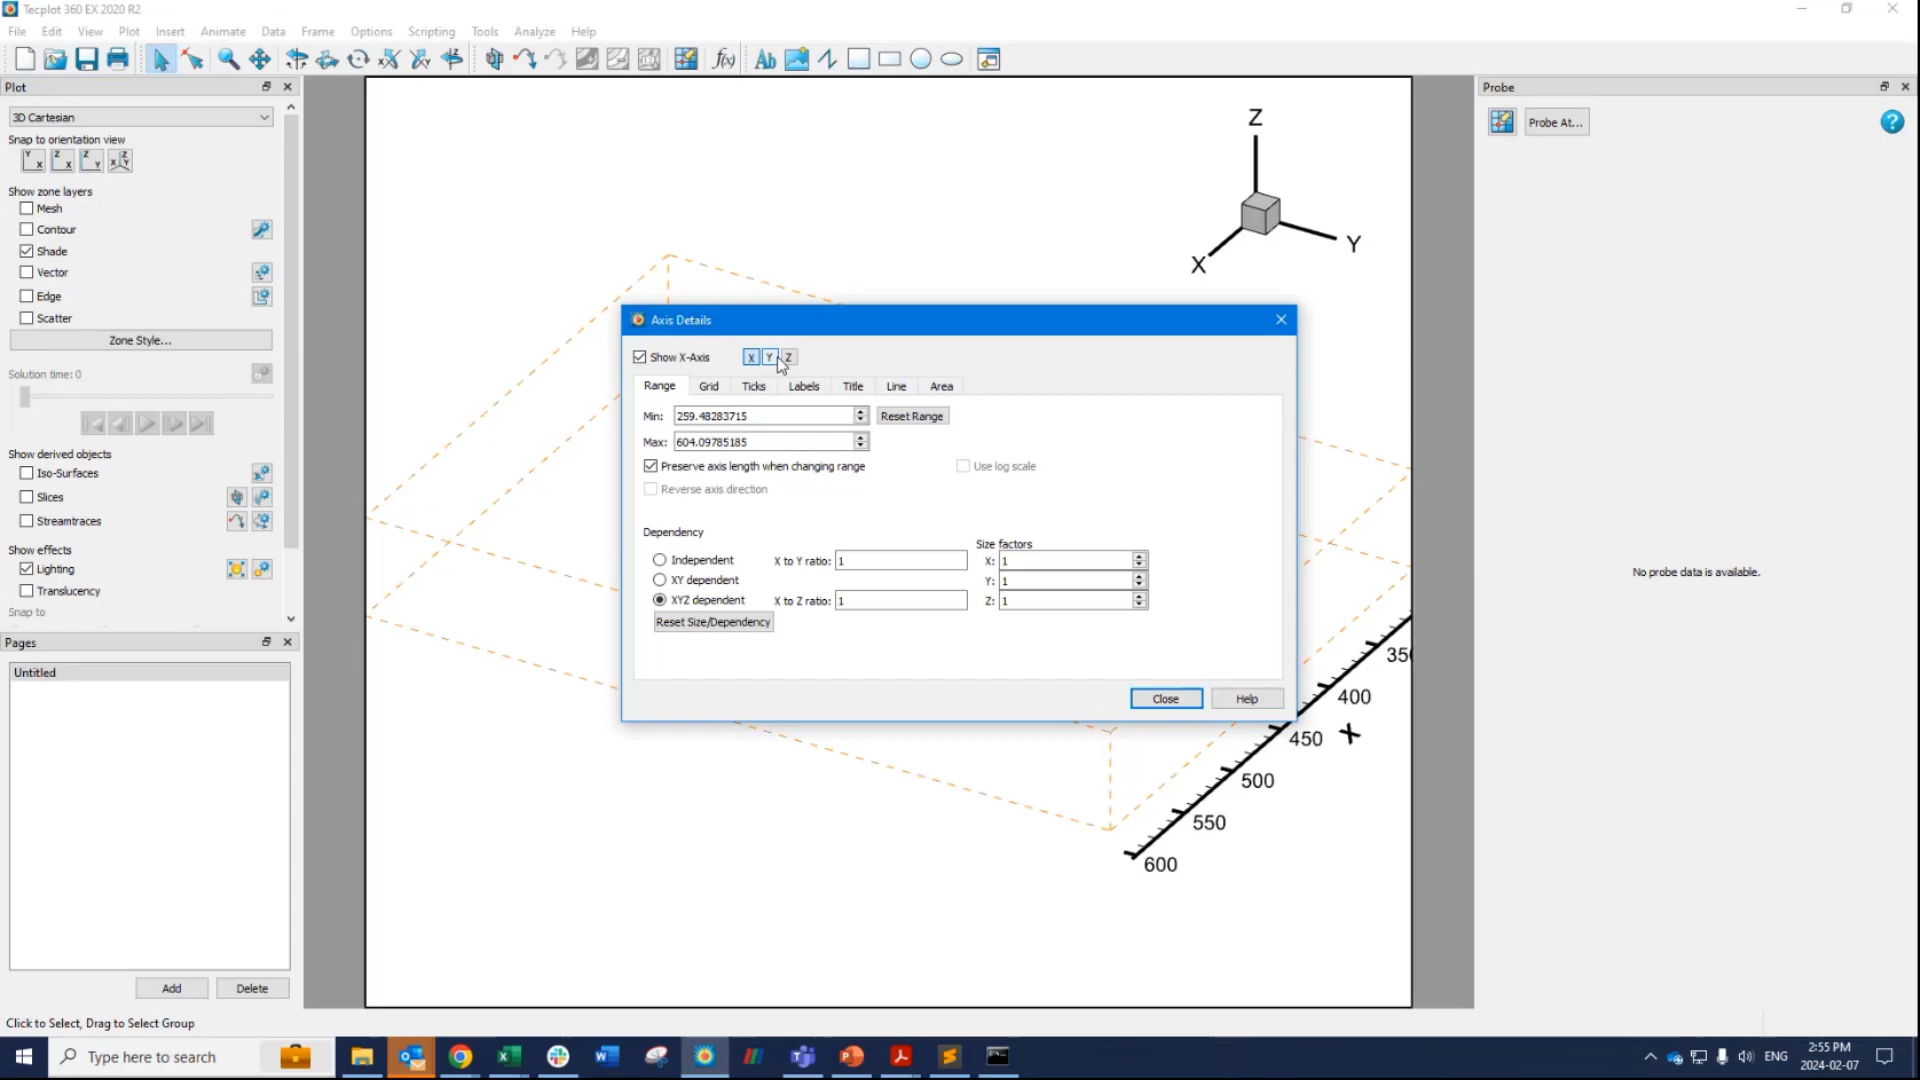 Tecplot 360 EX 2020 R2
File Edit View Plot Insert Animate Data Frame Options Scripting Tools Analyze Help
f(x) Ab
Plot
3D Cartesian
Snap to orientation view
Y X Z X Z Y X Z Y
Show zone layers
Mesh
Contour
Shade
Vector
Edge
Scatter
Zone Style...
Solution time: 0
Show derived objects
Iso-Surfaces
Slices
Streamtraces
Show effects
Lighting
Translucency
Snap to
Pages
Untitled
Add Delete
Click to Select, Drag to Select Group
Z
Y
X
Axis Details
Show X-Axis X Y Z
Range Grid Ticks Labels Title Line Area
Min: 259.48283715 Reset Range
Max: 604.09785185
Preserve axis length when changing range Use log scale
Reverse axis direction
Dependency
Size factors
Independent X to Y ratio: 1 X: 1
XY dependent Y: 1
XYZ dependent X to Z ratio: 1 Z: 1
Reset Size/Dependency
Close Help
350
400
450 X
500
550
600
Probe
Probe At... ?
No probe data is available.
Type here to search
ENG
2:55 PM
2024-02-07